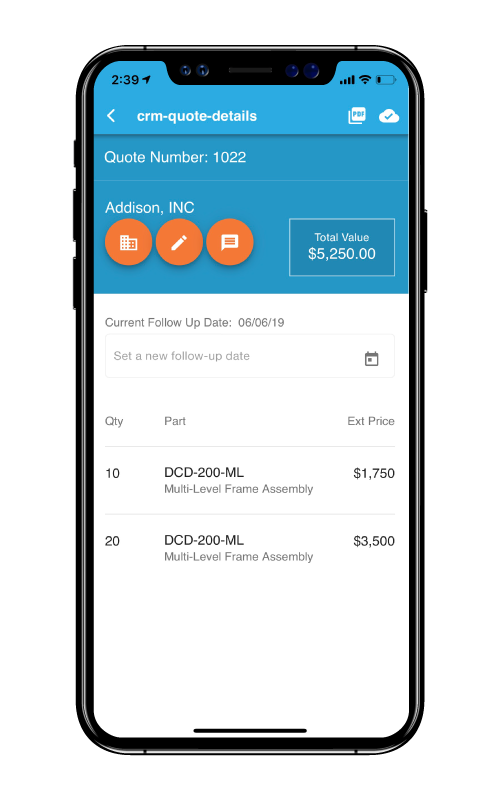 2:39
crm-quote-details
PDF
Quote Number: 1022
Addison, INC
Total Value
$5,250.00
Current Follow Up Date: 06/06/19
Set a new follow-up date
Qty Part Ext Price
10 DCD-200-ML $1,750
Multi-Level Frame Assembly
20 DCD-200-ML $3,500
Multi-Level Frame Assembly